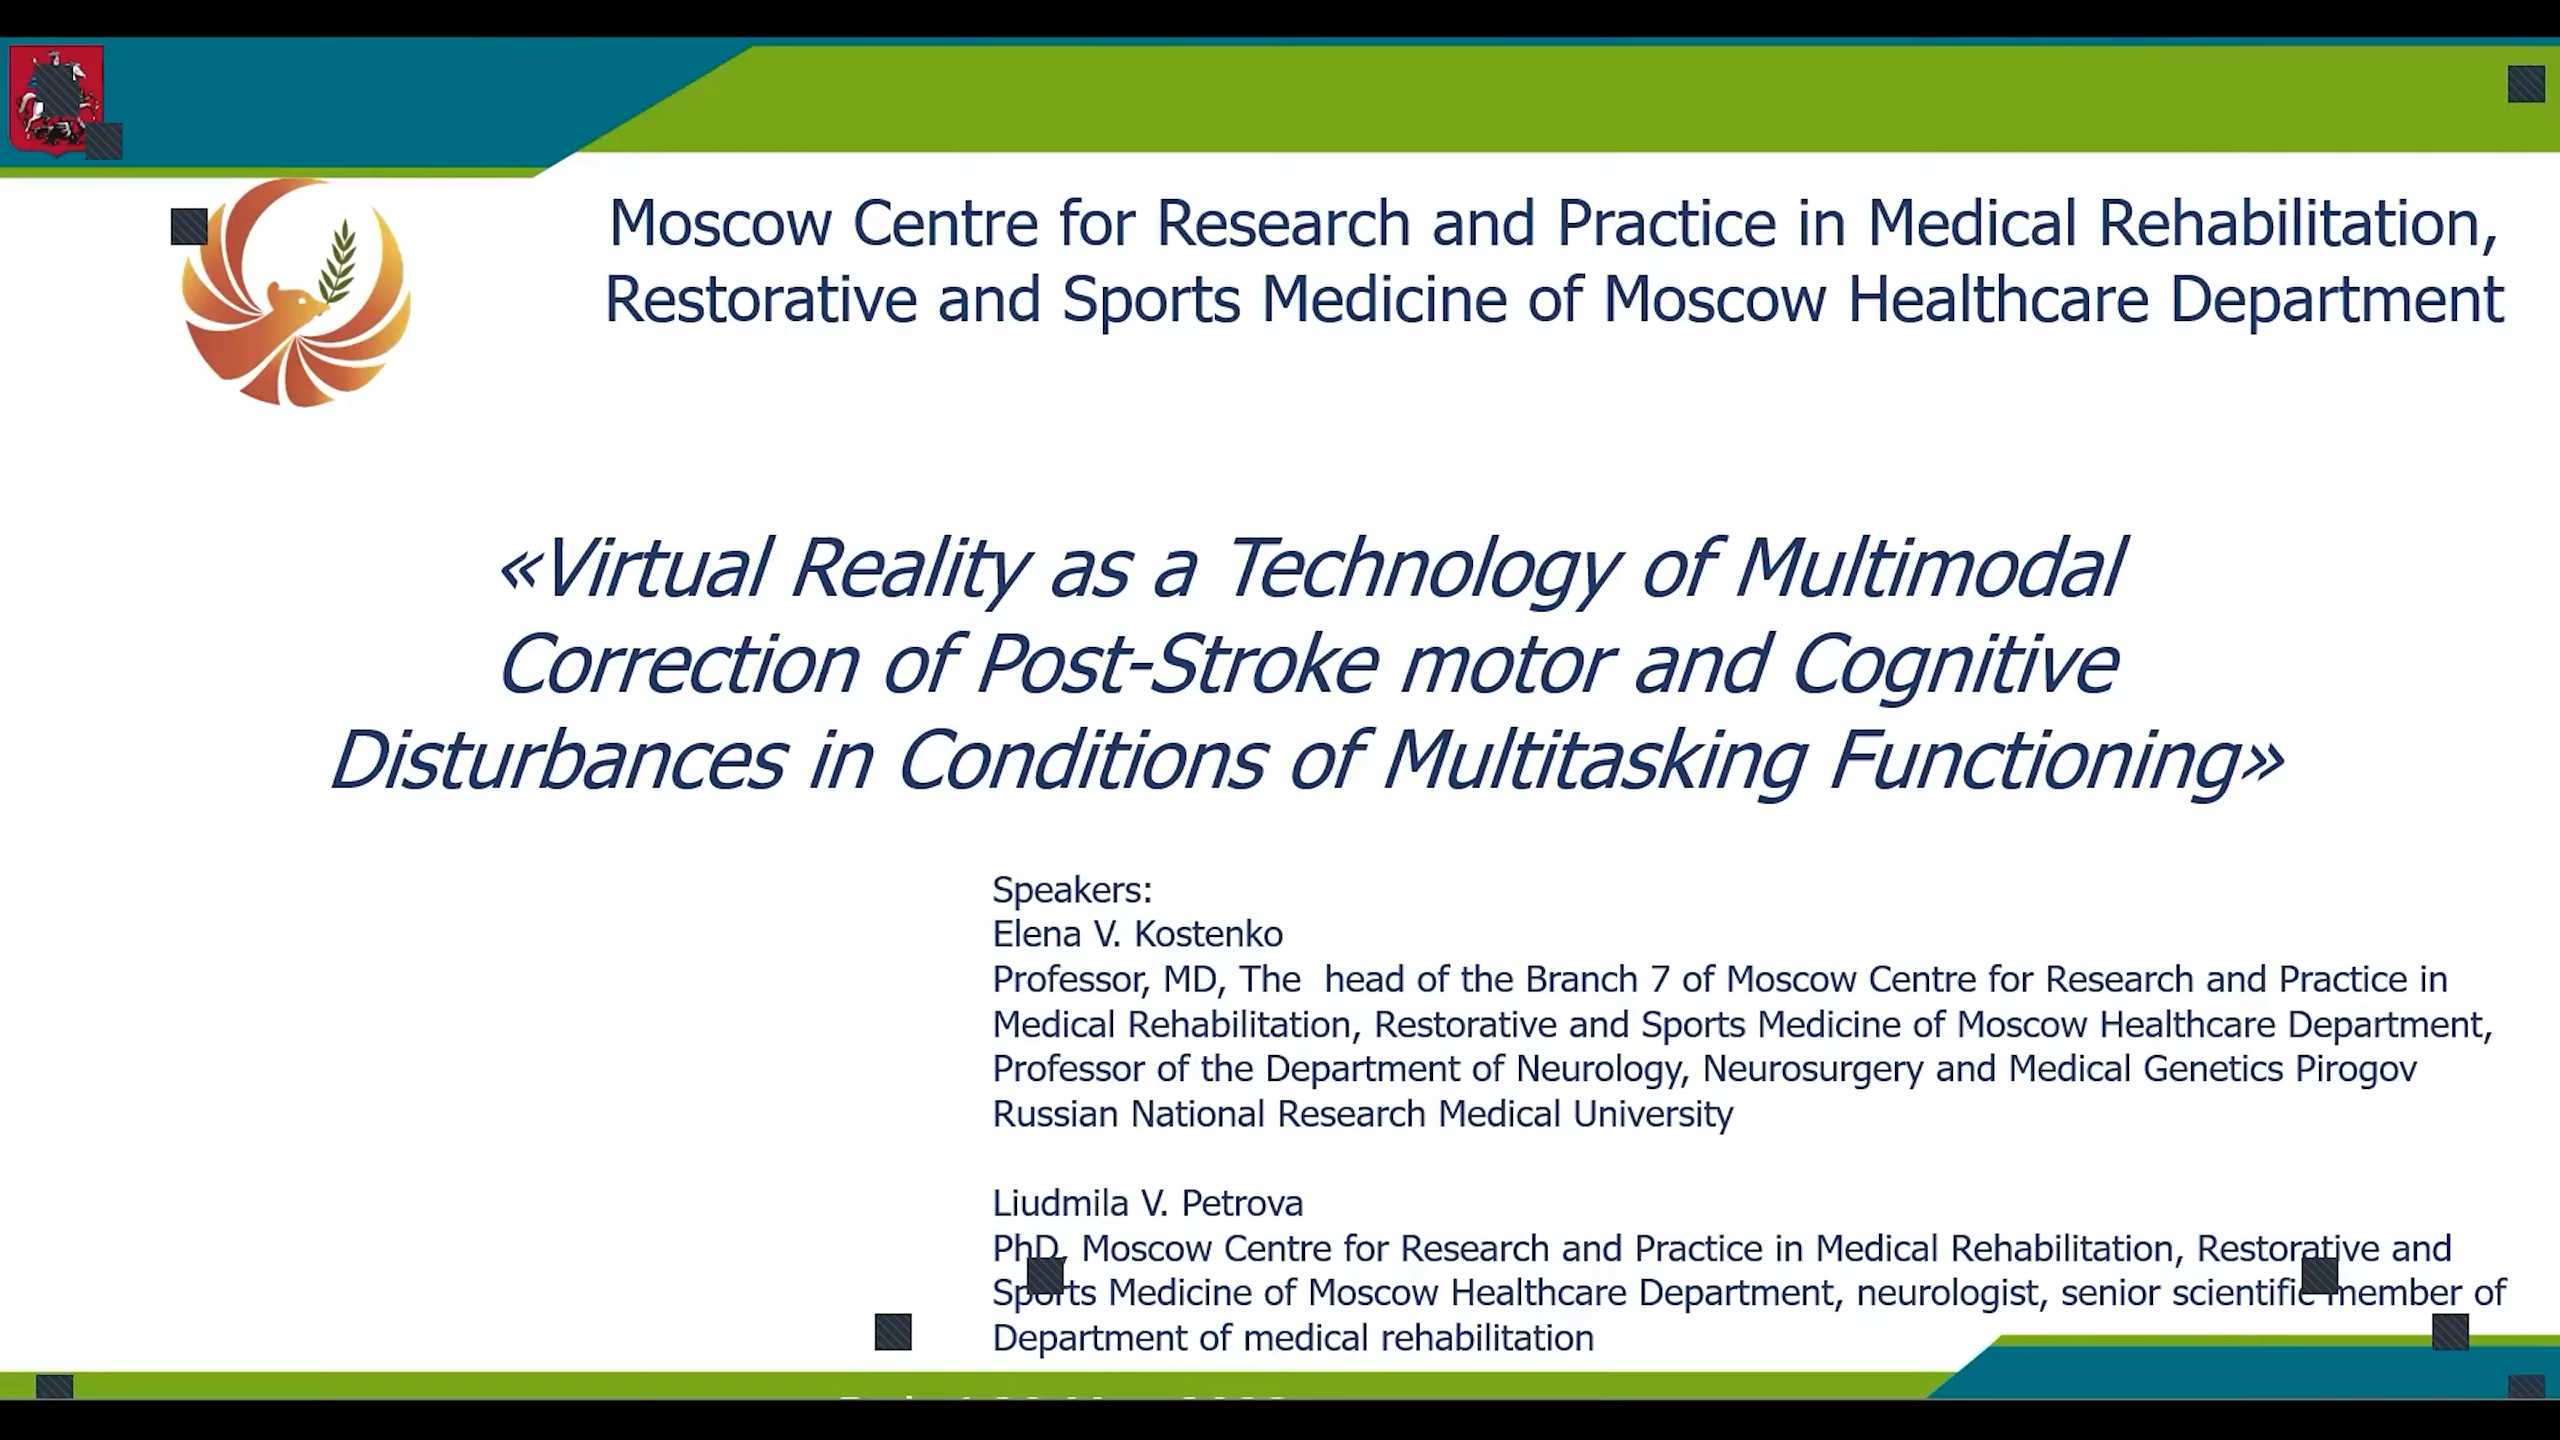 Moscow Centre for Research and Practice in Medical Rehabilitation,
Restorative and Sports Medicine of Moscow Healthcare Department
«Virtual Reality as a Technology of Multimodal
Correction of Post-Stroke motor and Cognitive
Disturbances in Conditions of Multitasking Functioning»
Speakers:
Elena V. Kostenko
Professor, MD, The  head of the Branch 7 of Moscow Centre for Research and Practice in
Medical Rehabilitation, Restorative and Sports Medicine of Moscow Healthcare Department,
Professor of the Department of Neurology, Neurosurgery and Medical Genetics Pirogov
Russian National Research Medical University
Liudmila V. Petrova
PhD, Moscow Centre for Research and Practice in Medical Rehabilitation, Restorative and
Sports Medicine of Moscow Healthcare Department, neurologist, senior scientific member of
Department of medical rehabilitation